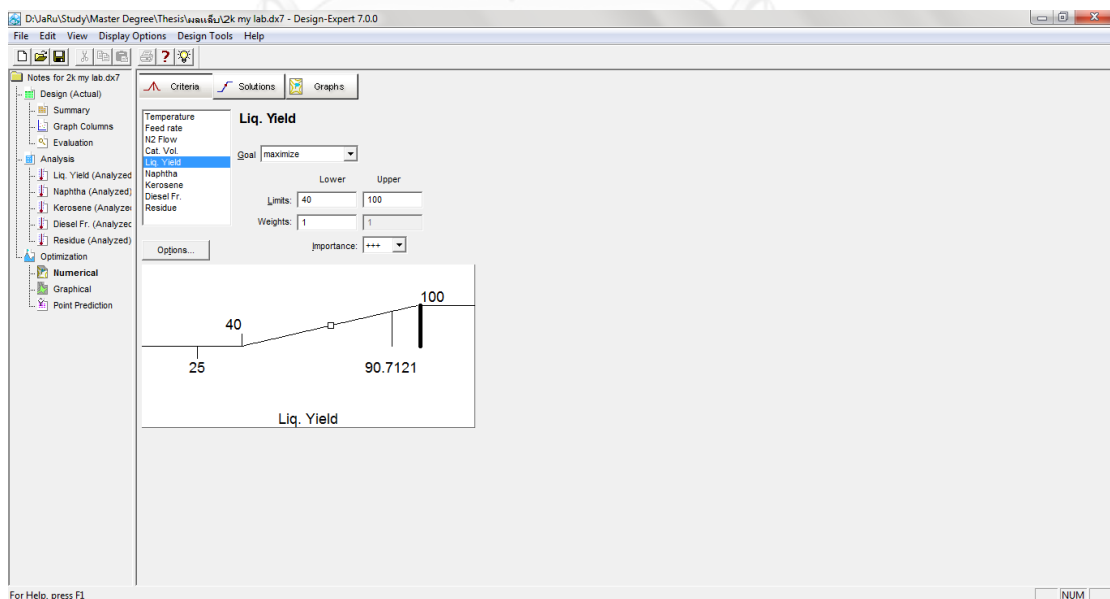 D:\JaRu\Study\Master Degree\Thesis\ผลแล็บ\2k my lab.dx7 - Design-Expert 7.0.0
File Edit View Display Options Design Tools Help
Notes for 2k my lab.dx7
Design (Actual)
Summary
Graph Columns
Evaluation
Analysis
Liq. Yield (Analyzed
Naphtha (Analyzed)
Kerosene (Analyze
Diesel Fr. (Analyzed
Residue (Analyzed)
Optimization
Numerical
Graphical
Point Prediction
Criteria Solutions Graphs
Temperature
Feed rate
N2 Flow
Cat. Vol.
Liq. Yield
Naphtha
Kerosene
Diesel Fr.
Residue
Options...
Liq. Yield
Goal maximize
Lower Upper
Limits: 40 100
Weights: 1 1
Importance: +++
100
40
25 90.7121
Liq. Yield
For Help, press F1 NUM